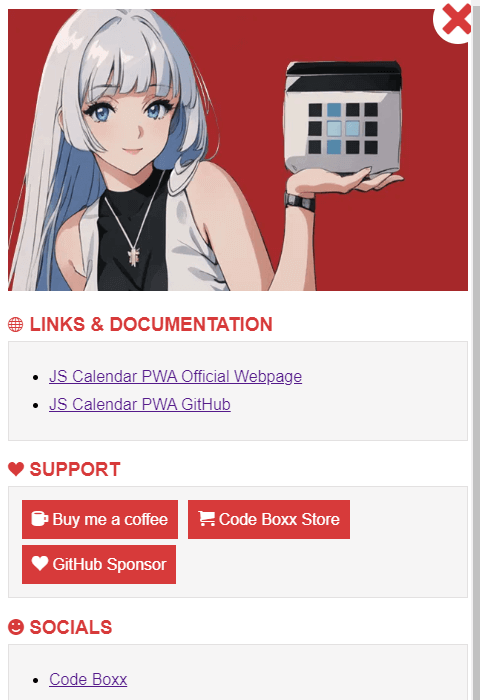 LINKS & DOCUMENTATION
JS Calendar PWA Official Webpage
JS Calendar PWA GitHub
SUPPORT
Buy me a coffee
Code Boxx Store
GitHub Sponsor
SOCIALS
Code Boxx